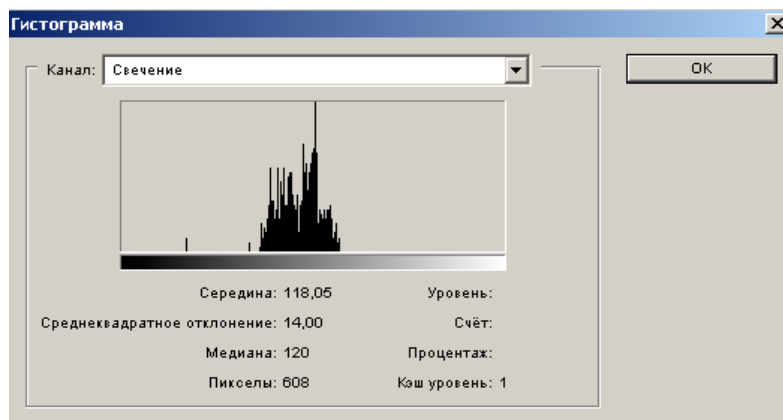 Гистограмма
Канал: Свечение
OK
Середина: 118,05
Уровень:
Среднеквадратное отклонение: 14,00
Счёт:
Медиана: 120
Процентаж:
Пикселы: 608
Кэш уровень: 1